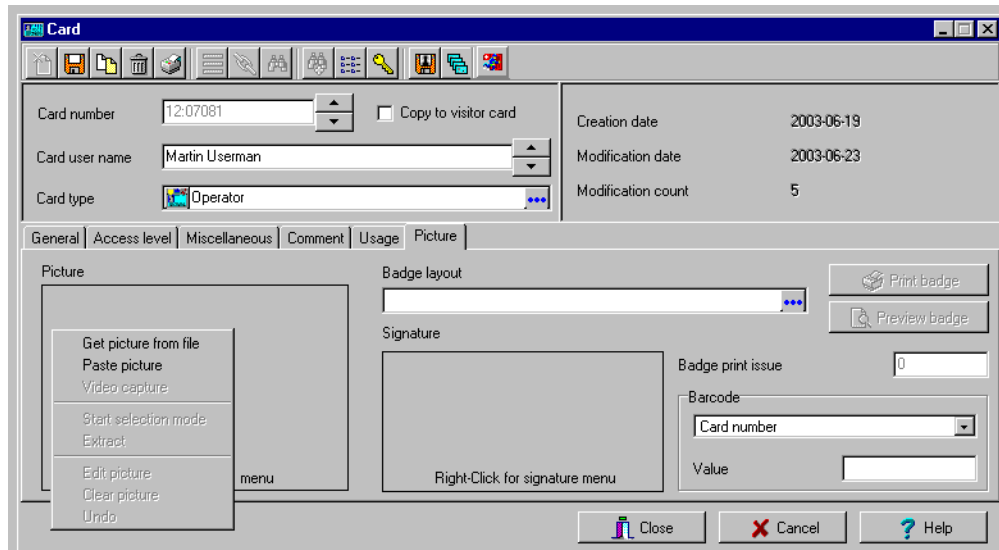 Card
Card number 12:07081 Copy to visitor card
Card user name Martin Userman
Card type Operator
Creation date 2003-06-19
Modification date 2003-06-23
Modification count 5
General Access level Miscellaneous Comment Usage Picture
Picture
Get picture from file
Paste picture
Video capture
Start selection mode
Extract
Edit picture
Clear picture
Undo
menu
Badge layout
Signature
Right-Click for signature menu
Print badge
Preview badge
Badge print issue 0
Barcode
Card number
Value
Close Cancel Help